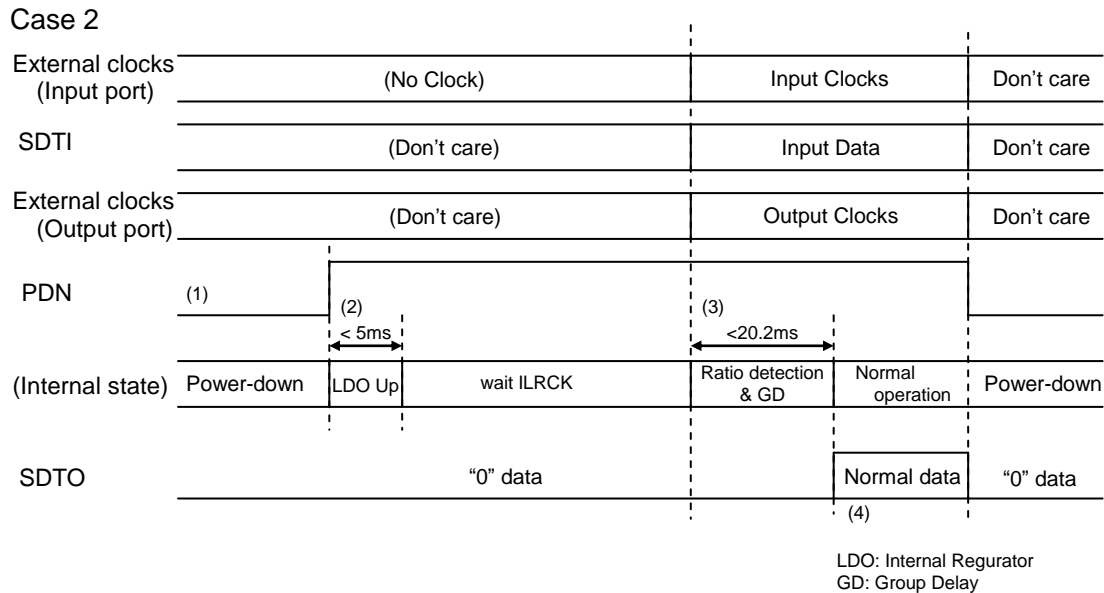 Case 2
External clocks
(Input port)
(No Clock)
Input Clocks
Don't care
SDTI
(Don't care)
Input Data
Don't care
External clocks
(Output port)
(Don't care)
Output Clocks
Don't care
PDN
(1)
(2)
(3)
< 5ms
<20.2ms
(Internal state)
Power-down
LDO Up
wait ILRCK
Ratio detection
& GD
Normal
operation
Power-down
SDTO
“0” data
Normal data
“0” data
(4)
LDO: Internal Regurator
GD: Group Delay